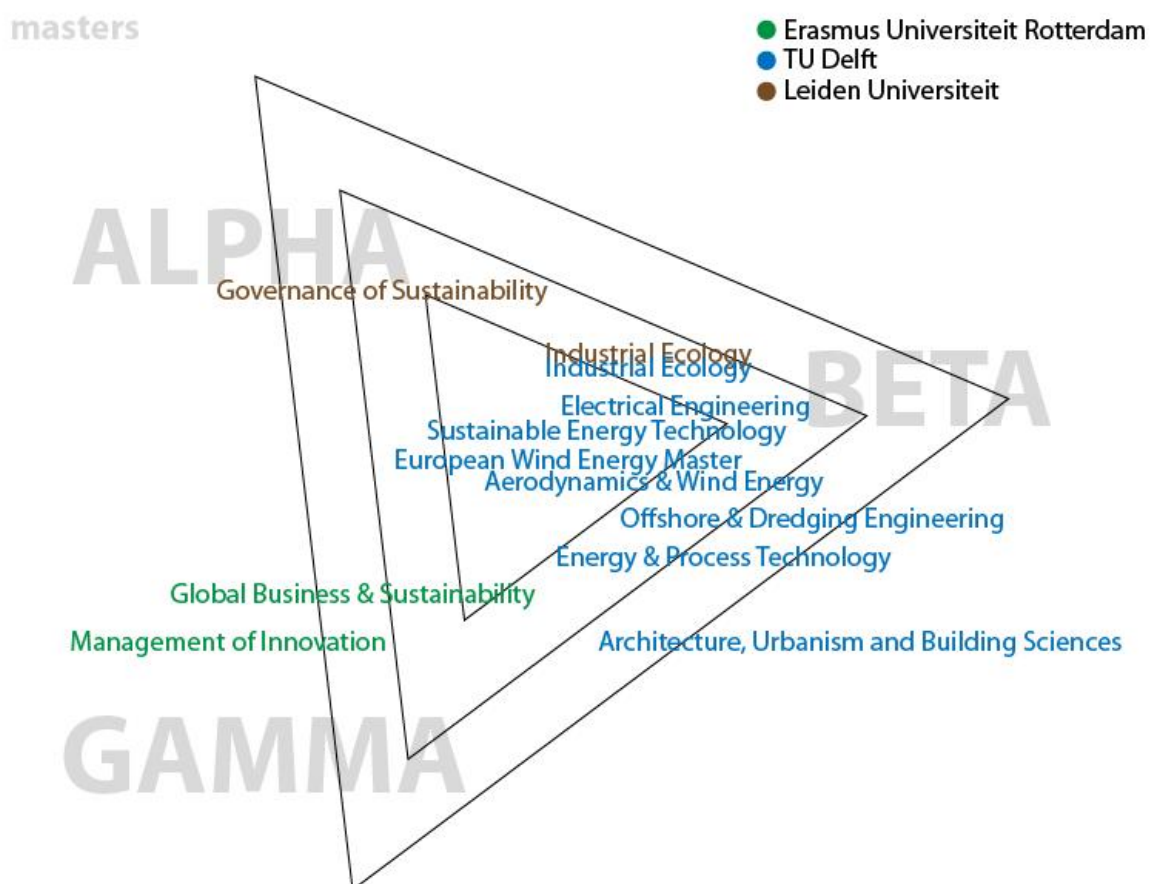 masters
Erasmus Universiteit Rotterdam
TU Delft
Leiden Universiteit
ALPHA
Governance of Sustainability
Industrial Ecology
Industrial Ecology
BETA
Electrical Engineering
Sustainable Energy Technology
European Wind Energy Master
Aerodynamics & Wind Energy
Offshore & Dredging Engineering
Energy & Process Technology
Global Business & Sustainability
Management of Innovation
Architecture, Urbanism and Building Sciences
GAMMA